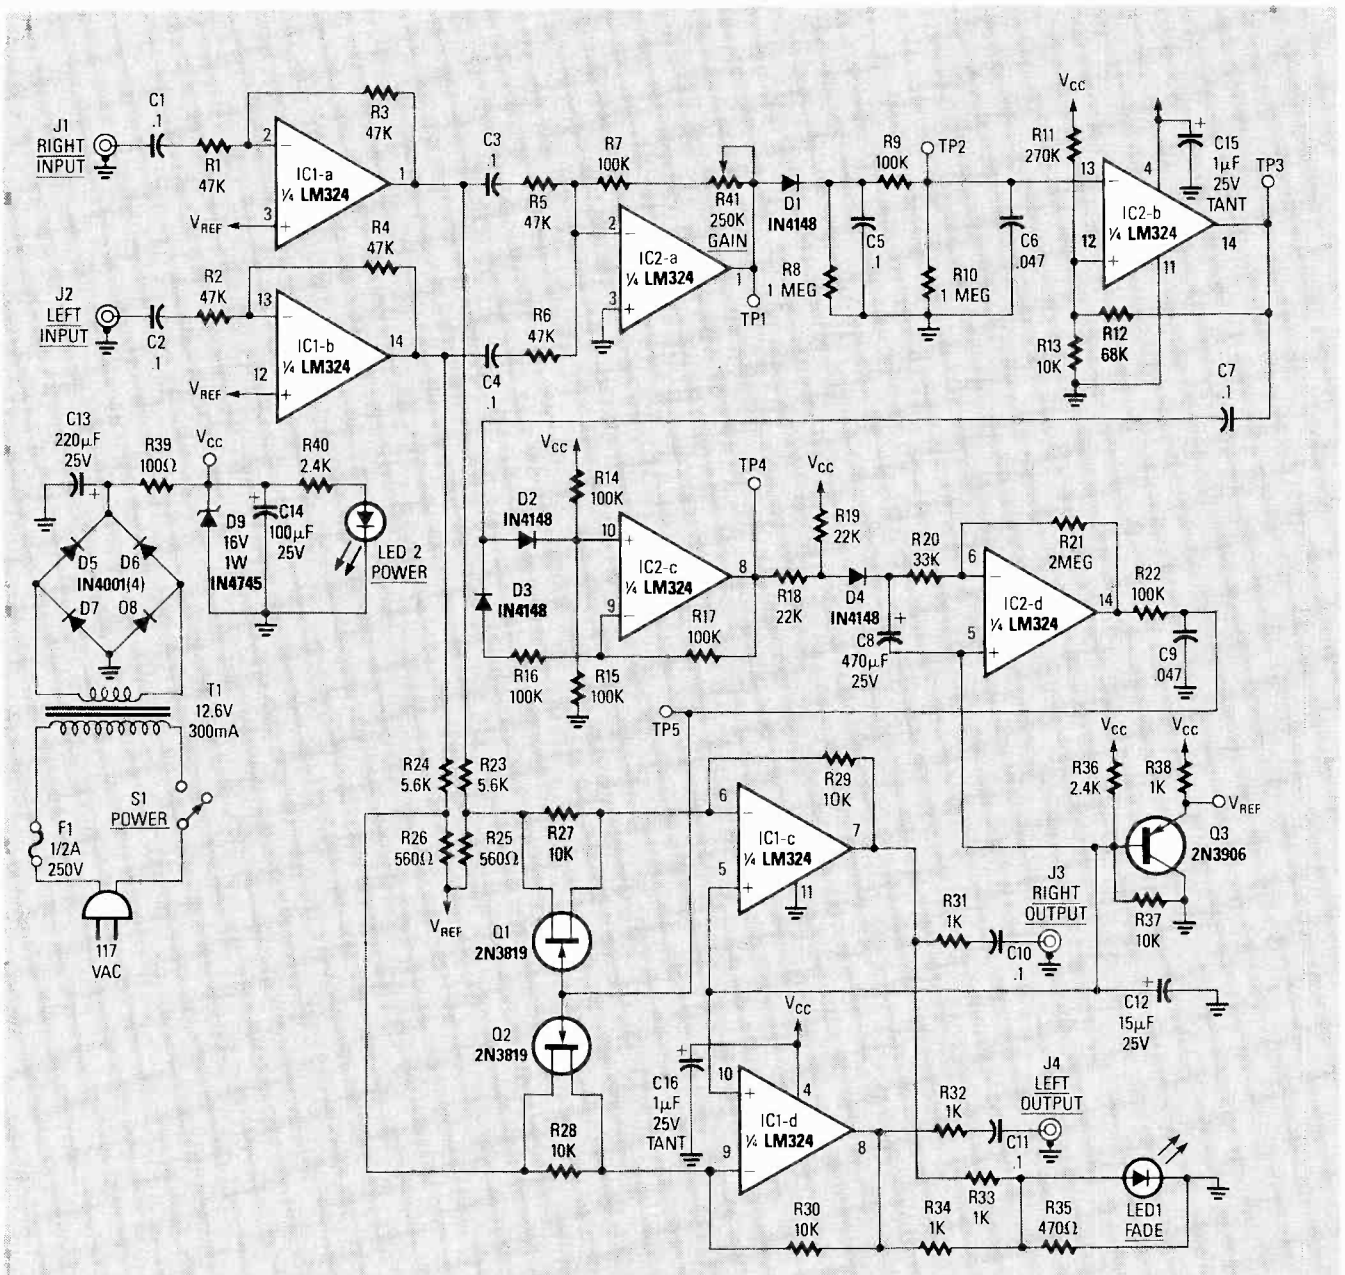 J1
RIGHT
INPUT
C1
.1
R1
47K
2
−
R3
47K
IC1-a
¼ LM324
1
3
+
VREF
R4
47K
J2
LEFT
INPUT
C2
.1
R2
47K
13
−
IC1-b
¼ LM324
14
12
+
VREF
C3
.1
R5
47K
R7
100K
R41
250K
GAIN
2
−
IC2-a
¼ LM324
1
3
+
TP1
C4
.1
R6
47K
D1
IN4148
R8
1 MEG
C5
.1
R9
100K
TP2
R10
1 MEG
C6
.047
VCC
R11
270K
13
−
4
+
C15
1µF
25V
TANT
TP3
IC2-b
¼ LM324
14
12
+
11
R12
68K
R13
10K
C7
.1
C13
220µF
25V
+
R39
100Ω
VCC
R40
2.4K
D5
D6
IN4001(4)
D7
O8
D9
16V
1W
1N4745
+
C14
100µF
25V
LED 2
POWER
T1
12.6V
300mA
S1
POWER
F1
1/2A
250V
117
VAC
VCC
R14
100K
D2
IN4148
D3
IN4148
10
+
IC2-c
¼ LM324
8
9
−
R16
100K
R15
100K
R17
100K
TP4
VCC
R19
22K
R18
22K
D4
IN4148
+
C8
470µF
25V
R20
33K
6
−
R21
2MEG
IC2-d
¼ LM324
14
5
+
R22
100K
C9
.047
TP5
R24
5.6K
R23
5.6K
R26
560Ω
R25
560Ω
VREF
R27
10K
Q1
2N3819
Q2
2N3819
R28
10K
6
−
R29
10K
IC1-c
¼ LM324
7
5
+
11
VCC
R36
2.4K
VCC
R38
1K
VREF
Q3
2N3906
R37
10K
R31
1K
C10
.1
J3
RIGHT
OUTPUT
+
C12
15µF
25V
VCC
+
C16
1µF
25V
TANT
10
+
4
IC1-d
¼ LM324
8
9
−
R30
10K
R32
1K
C11
.1
J4
LEFT
OUTPUT
R33
1K
R34
1K
R35
470Ω
LED1
FADE